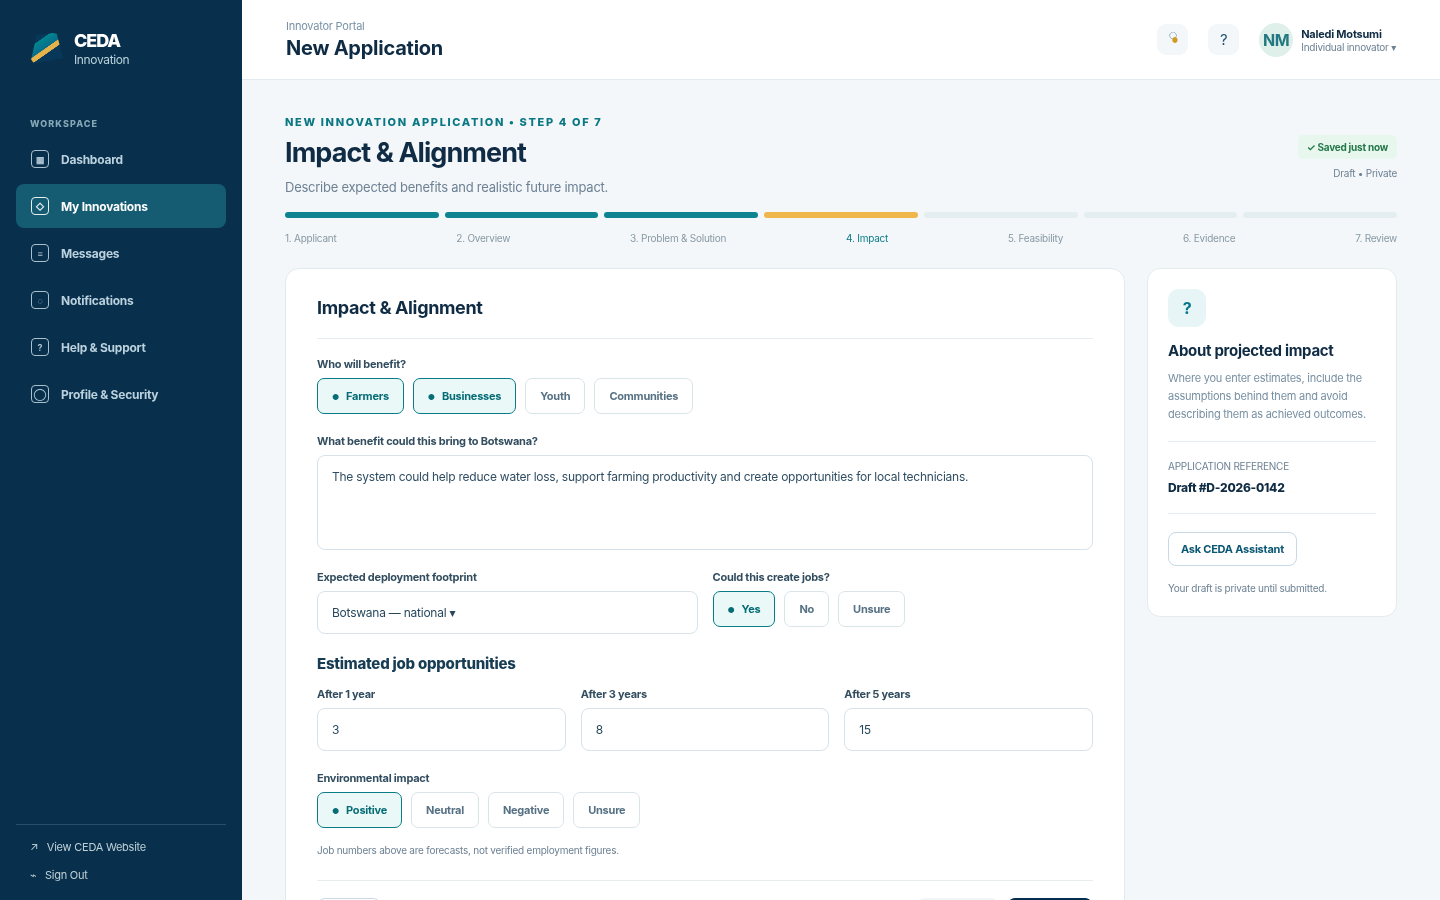 CEDA
Innovation
WORKSPACE
Dashboard
My Innovations
Messages
Notifications
? Help & Support
Profile & Security
↗ View CEDA Website
Sign Out
Innovator Portal
New Application
?
NM
Naledi Motsumi
Individual innovator ▾
NEW INNOVATION APPLICATION • STEP 4 OF 7
Impact & Alignment
Describe expected benefits and realistic future impact.
✓ Saved just now
Draft • Private
1. Applicant
2. Overview
3. Problem & Solution
4. Impact
5. Feasibility
6. Evidence
7. Review
Impact & Alignment
Who will benefit?
● Farmers
● Businesses
Youth
Communities
What benefit could this bring to Botswana?
The system could help reduce water loss, support farming productivity and create opportunities for local technicians.
Expected deployment footprint
Botswana — national ▾
Could this create jobs?
● Yes
No
Unsure
Estimated job opportunities
After 1 year
3
After 3 years
8
After 5 years
15
Environmental impact
● Positive
Neutral
Negative
Unsure
Job numbers above are forecasts, not verified employment figures.
?
About projected impact
Where you enter estimates, include the
assumptions behind them and avoid
describing them as achieved outcomes.
APPLICATION REFERENCE
Draft #D-2026-0142
Ask CEDA Assistant
Your draft is private until submitted.